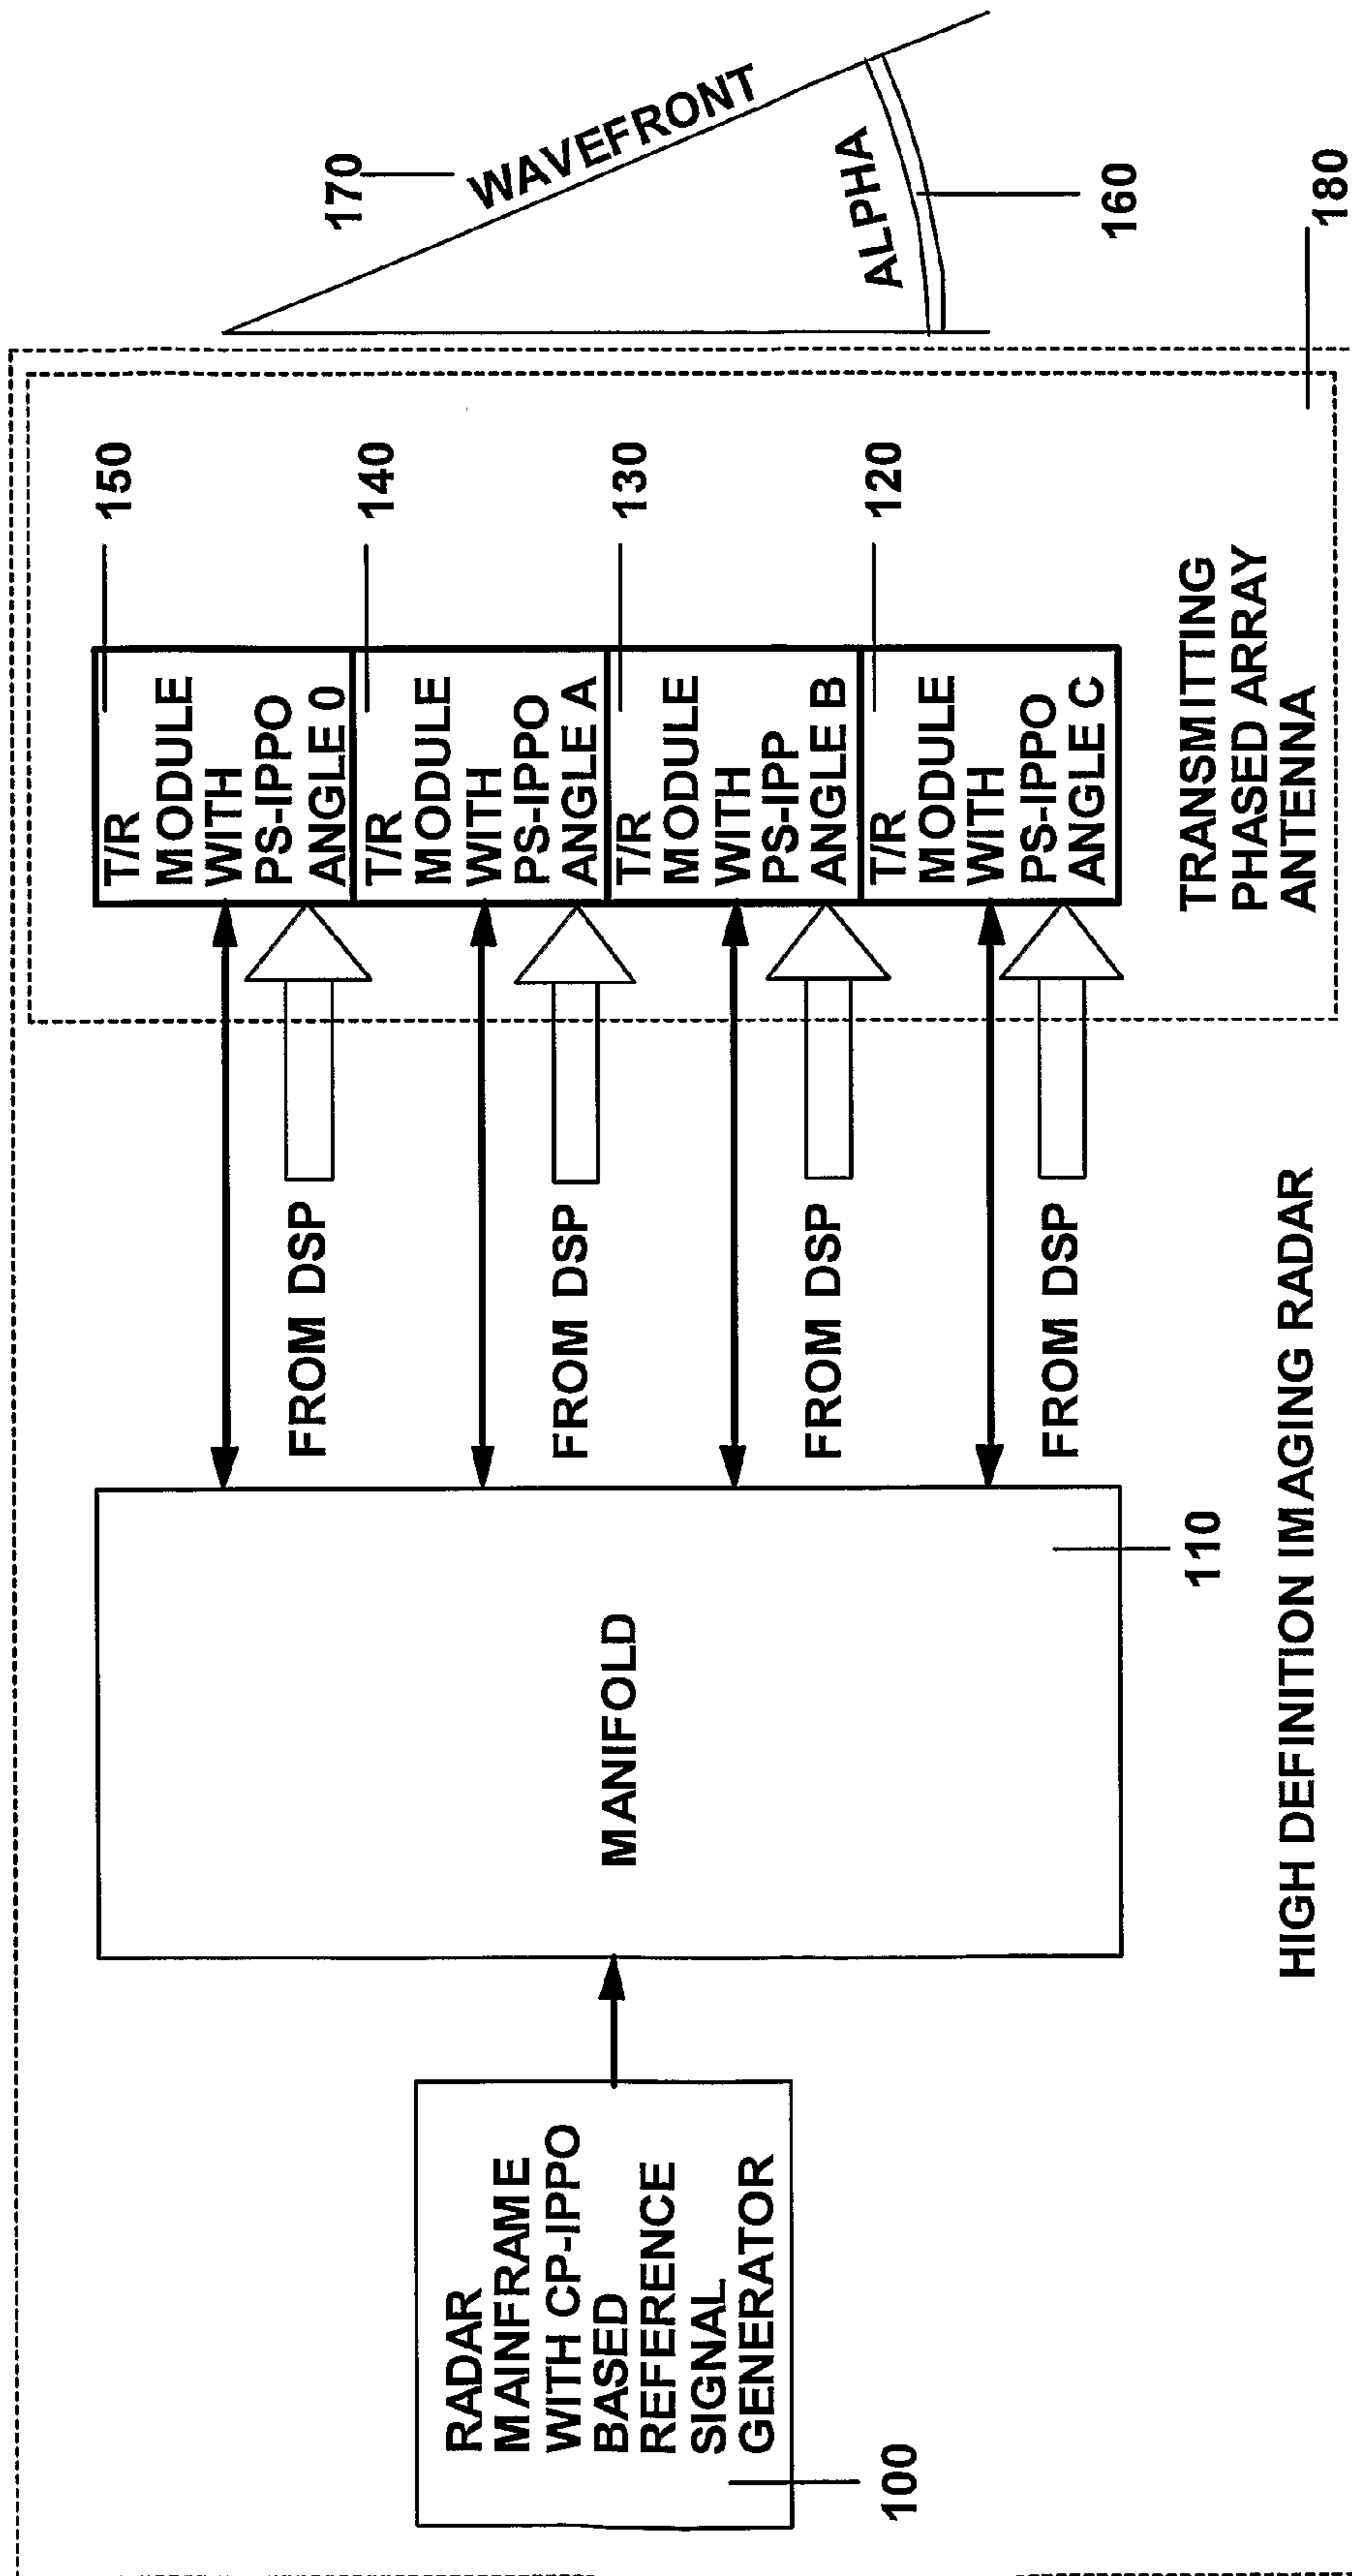 RADAR
MAINFRAME
WITH CP-IPPO
BASED
REFERENCE
SIGNAL
GENERATOR
100
MANIFOLD
110
FROM DSP
FROM DSP
FROM DSP
FROM DSP
T/R
MODULE
WITH
PS-IPPO
ANGLE 0
150
T/R
MODULE
WITH
PS-IPPO
ANGLE A
140
T/R
MODULE
WITH
PS-IPP
ANGLE B
130
T/R
MODULE
WITH
PS-IPPO
ANGLE C
120
TRANSMITTING
PHASED ARRAY
ANTENNA
180
170
WAVEFRONT
ALPHA
160
HIGH DEFINITION IMAGING RADAR